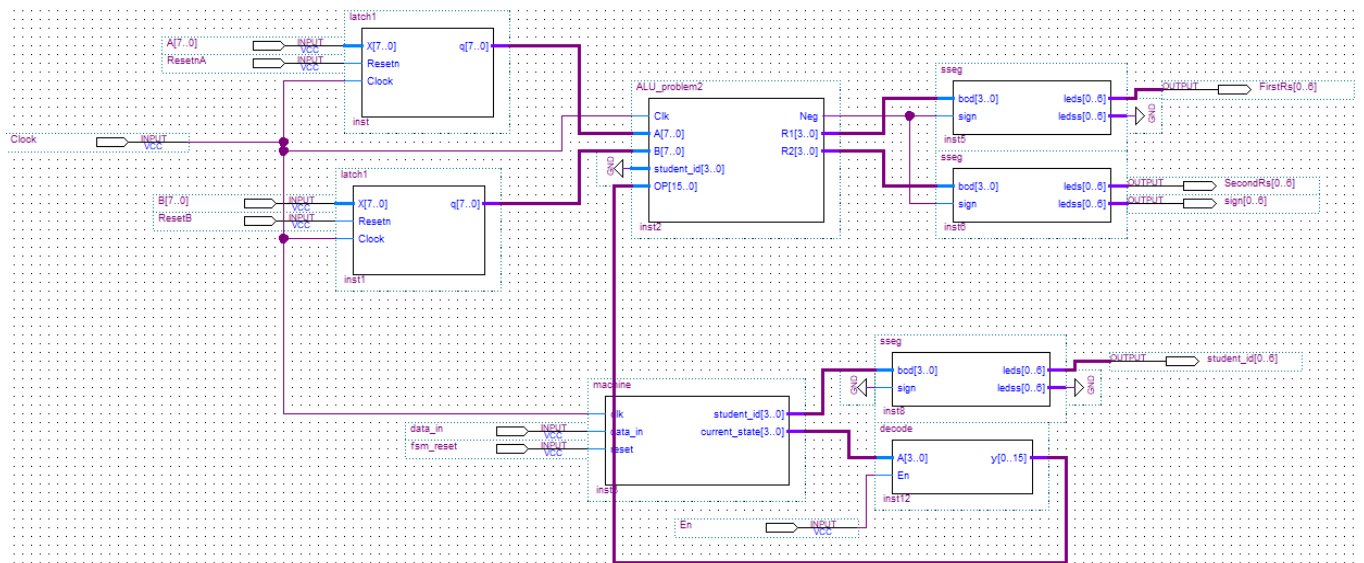 latch1
A[7..0] INPUT VCC X[7..0] q[7..0]
ResetnA INPUT VCC Resetn
Clock
inst
Clock INPUT VCC
latch1
B[7..0] INPUT VCC X[7..0] q[7..0]
ResetB INPUT VCC Resetn
Clock
inst1
ALU_problem2
Clk Neg
A[7..0] R1[3..0]
B[7..0] R2[3..0]
GND student_id[3..0]
OP[15..0]
inst2
sseg
bcd[3..0] leds[0..6] OUTPUT FirstRs[0..6]
sign ledss[0..6] GND
inst5
sseg
bcd[3..0] leds[0..6] OUTPUT SecondRs[0..6]
sign ledss[0..6] OUTPUT sign[0..6]
inst6
sseg
bcd[3..0] leds[0..6] OUTPUT student_id[0..6]
GND sign ledss[0..6] GND
inst8
machine
clk student_id[3..0]
data_in INPUT VCC data_in current_state[3..0]
fsm_reset INPUT VCC reset
decode
A[3..0] y[0..15]
En
inst12
En INPUT VCC